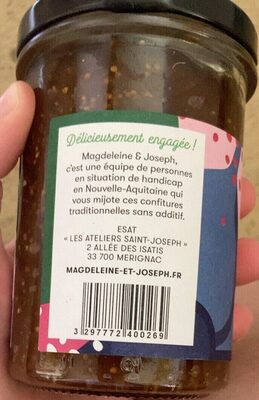 Délicieusement engagée !
Magdeleine & Joseph,
c'est une équipe de personnes
en situation de handicap
en Nouvelle-Aquitaine qui
vous mijote ces confitures
traditionnelles sans additif.
ESAT
« LES ATELIERS SAINT-JOSEPH »
2 ALLÉE DES ISATIS
33 700 MERIGNAC
MAGDELEINE-ET-JOSEPH.FR
3 297772 400269